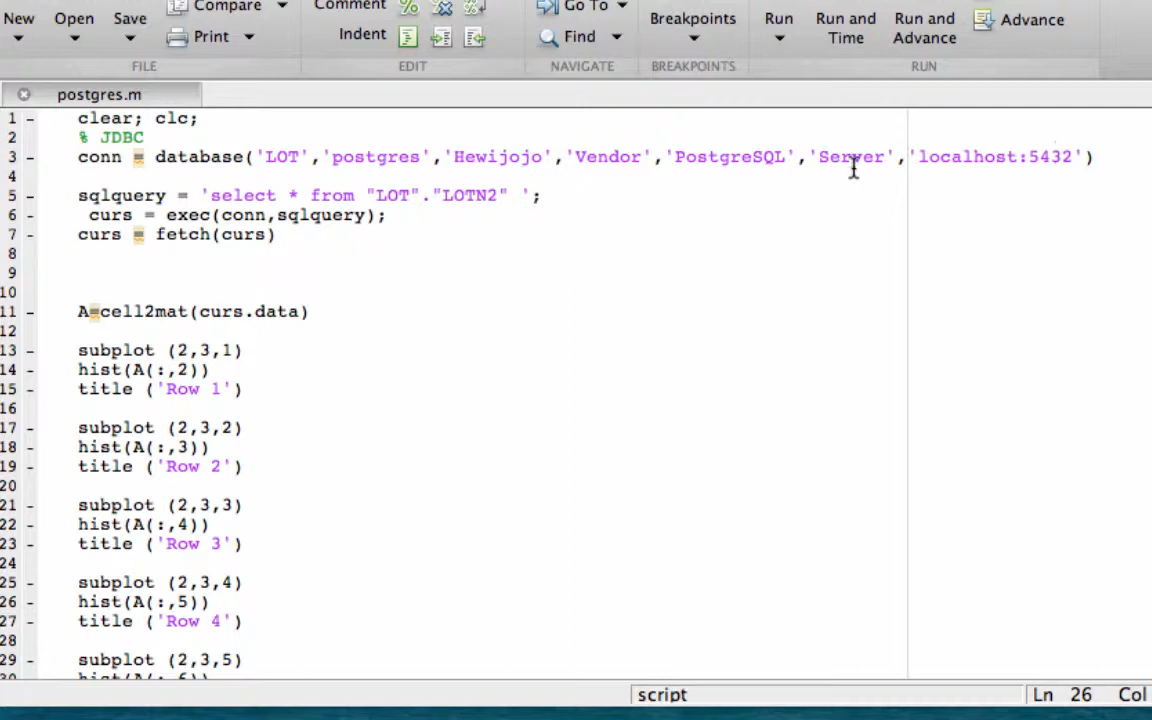 New Open Save Compare Print
Comment
Indent
Go To
Find
Breakpoints
Run
Run and Time
Run and Advance
Advance
FILE EDIT NAVIGATE BREAKPOINTS RUN
postgres.m
1 - clear; clc;
2 % JDBC
3 - conn = database('LOT','postgres','Hewijojo','Vendor','PostgreSQL','Server','localhost:5432')
4
5 - sqlquery = 'select * from "LOT"."LOTN2" ';
6 - curs = exec(conn,sqlquery);
7 - curs = fetch(curs)
8
9
10
11 - A=cell2mat(curs.data)
12
13 - subplot (2,3,1)
14 - hist(A(:,2))
15 - title ('Row 1')
16
17 - subplot (2,3,2)
18 - hist(A(:,3))
19 - title ('Row 2')
20
21 - subplot (2,3,3)
22 - hist(A(:,4))
23 - title ('Row 3')
24
25 - subplot (2,3,4)
26 - hist(A(:,5))
27 - title ('Row 4')
28
29 - subplot (2,3,5)
script Ln 26 Col